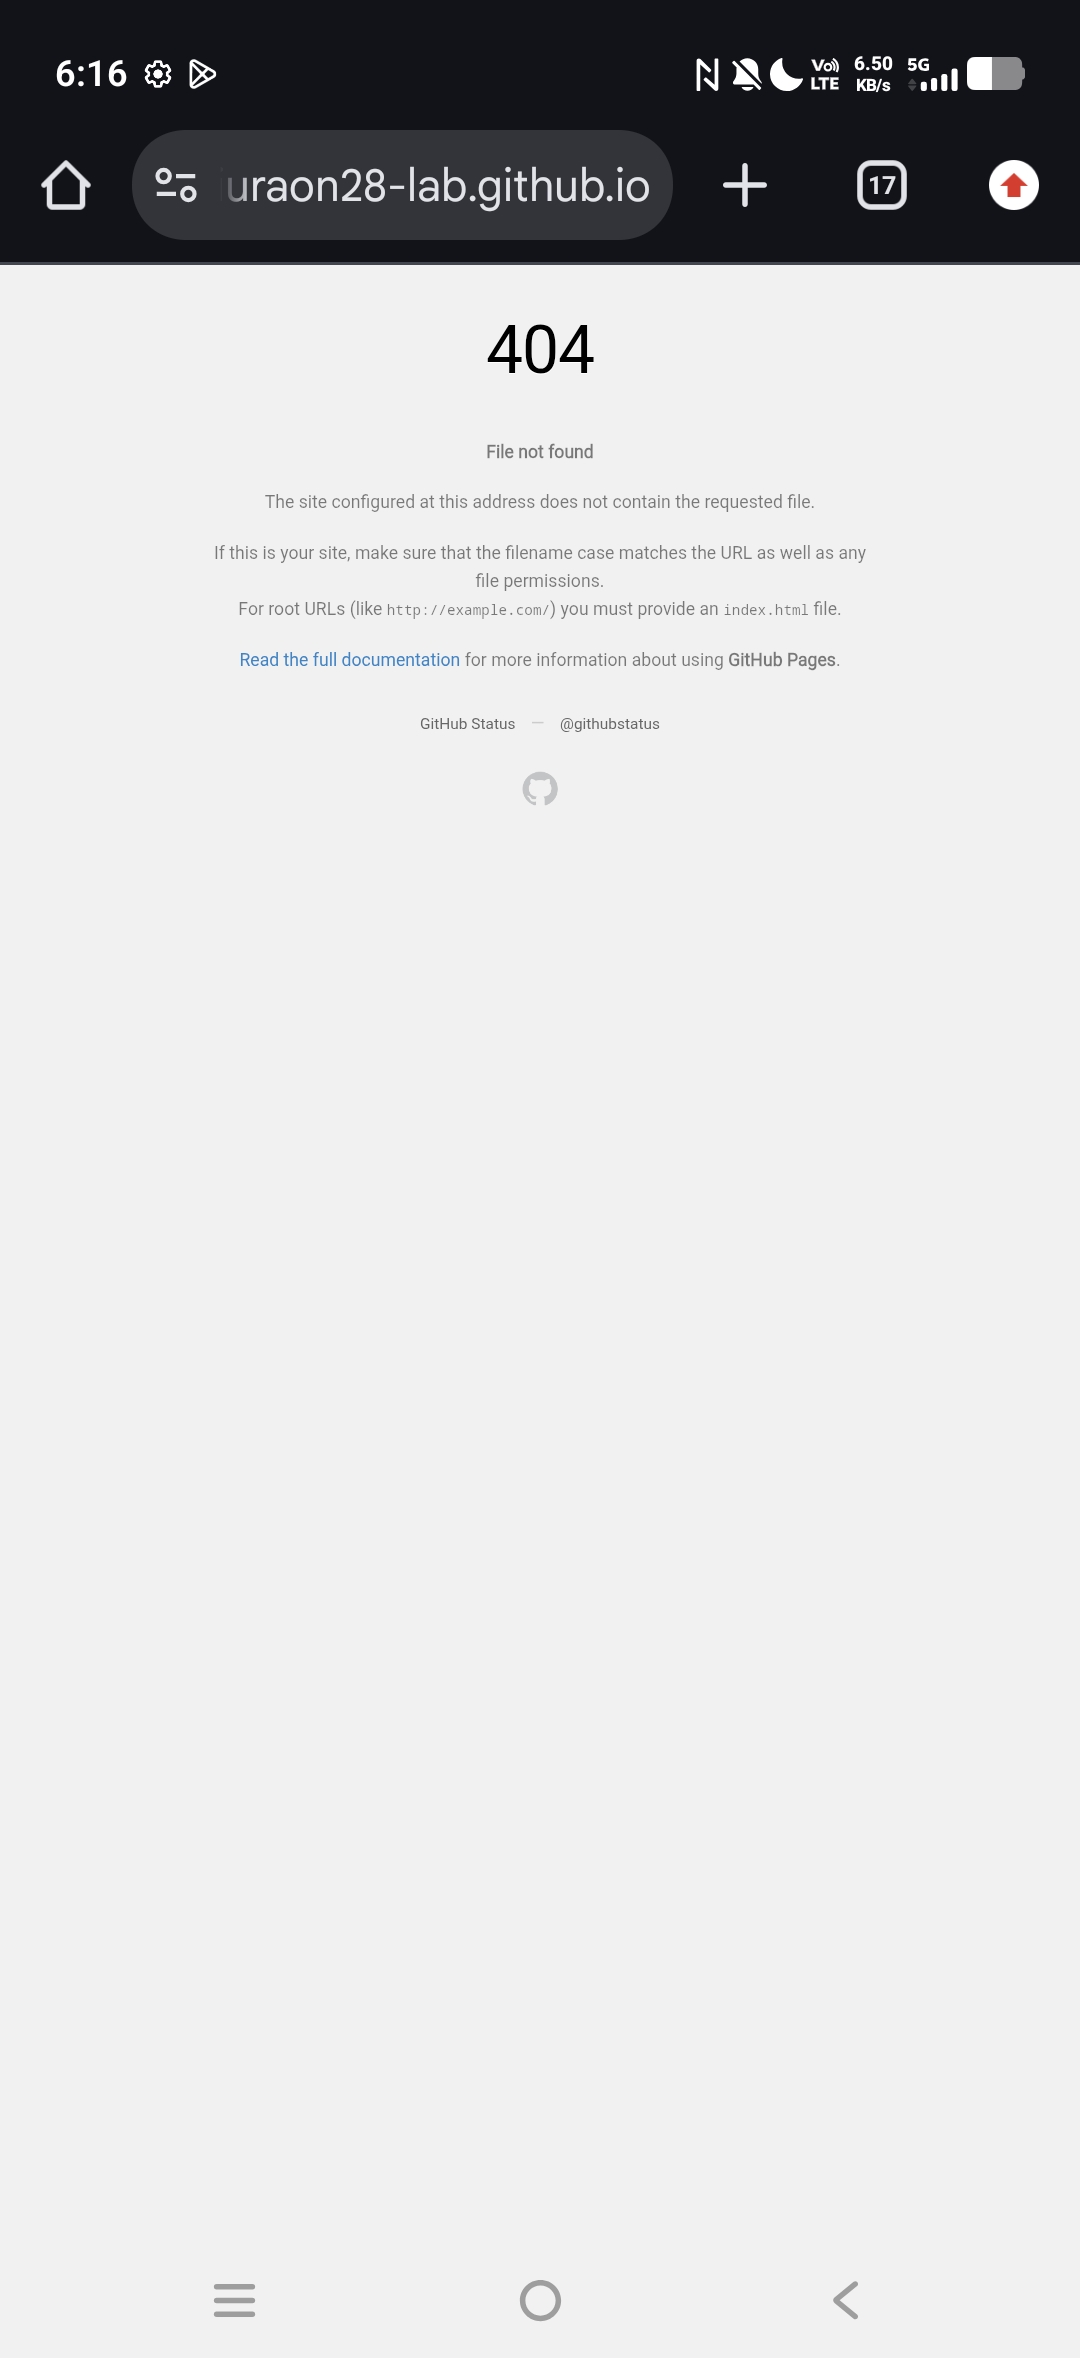 6:16
Vo)) LTE 6.50 KB/s 5G
uraon28-lab.github.io
17
404
File not found
The site configured at this address does not contain the requested file.
If this is your site, make sure that the filename case matches the URL as well as any
file permissions.
For root URLs (like http://example.com/) you must provide an index.html file.
Read the full documentation for more information about using GitHub Pages.
GitHub Status — @githubstatus